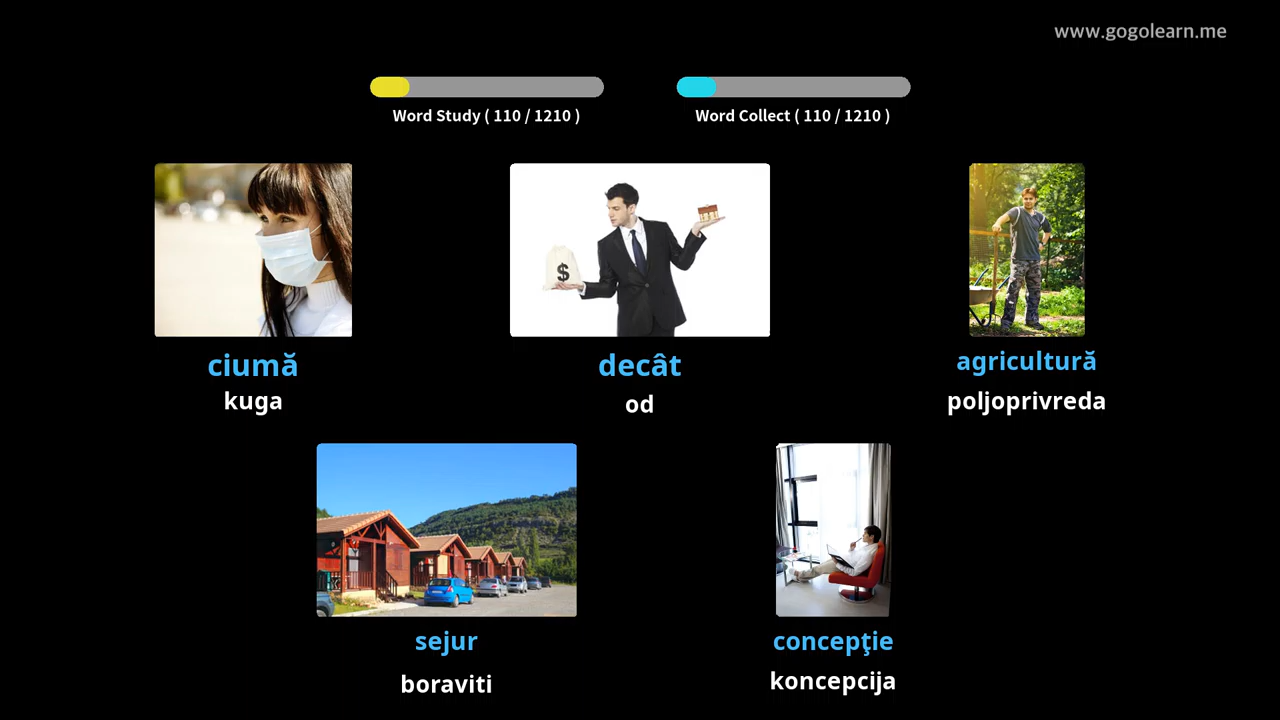 www.gogolearn.me
Word Study ( 110 / 1210 )
Word Collect ( 110 / 1210 )
$
ciumă
decât
agricultură
kuga
od
poljoprivreda
sejur
concepţie
boraviti
koncepcija